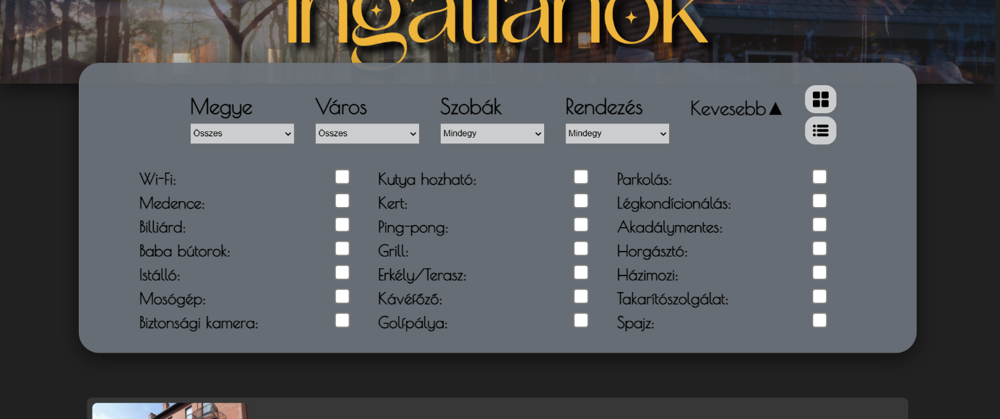 Ingatlanok
Megye Város Szobák Rendezés Kevesebb▲
Összes Összes Mindegy Mindegy
Wi-Fi: Kutya hozható: Parkolás:
Medence: Kert: Légkondícionálás:
Billiárd: Ping-pong: Akadálymentes:
Baba bútorok: Grill: Horgásztó:
Istálló: Erkély/Terasz: Házimozi:
Mosógép: Kávéfőző: Takarítószolgálat:
Biztonsági kamera: Golfpálya: Spajz: